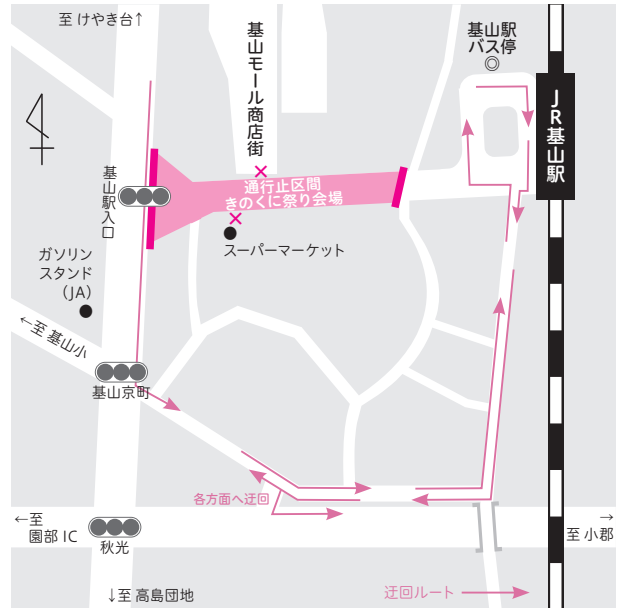 至 けやき台↑
基山モール商店街
基山駅
バス停
JR基山駅
基山駅入口
通行止区間
きのくに祭り会場
スーパーマーケット
ガソリン
スタンド
（JA）
←至 基山小
基山京町
各方面へ迂回
←至
園部 IC
秋光
→
至 小郡
↓至 高島団地
迂回ルート